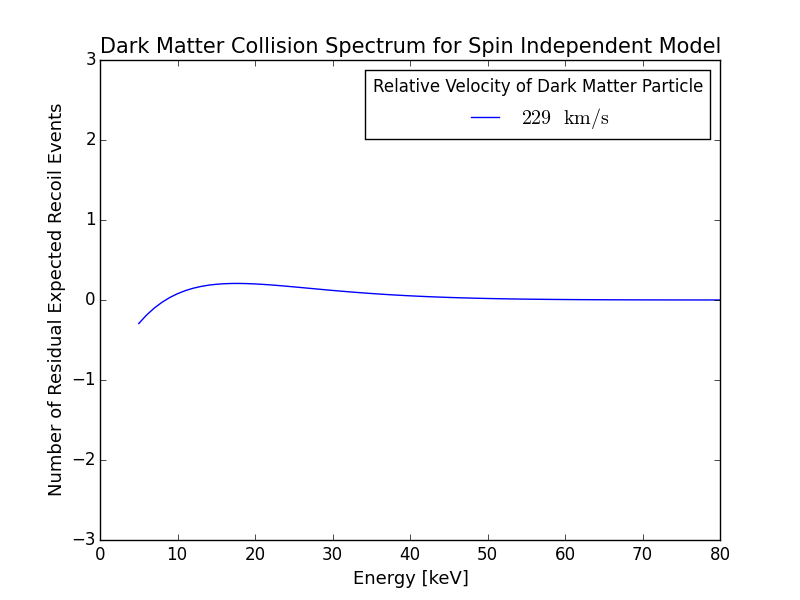 Dark Matter Collision Spectrum for Spin Independent Model
Relative Velocity of Dark Matter Particle
229 km/s
Number of Residual Expected Recoil Events
3
2
1
0
−1
−2
−3
0 10 20 30 40 50 60 70 80
Energy [keV]